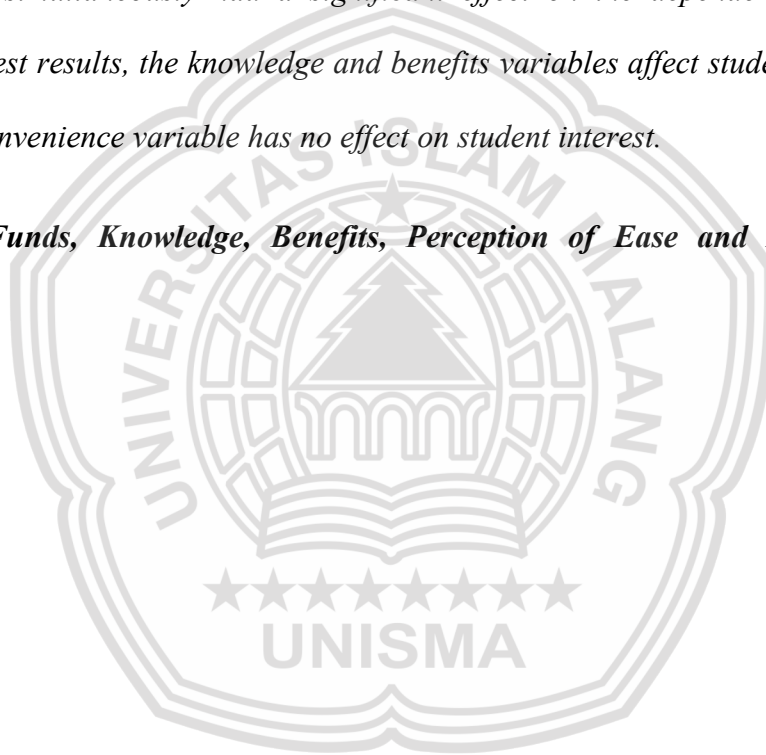 est results, the knowledge and benefits variables affect stude
nvenience variable has no effect on student interest.
Funds, Knowledge, Benefits, Perception of Ease and
UNIVERSITAS ISLAM MALANG
UNISMA